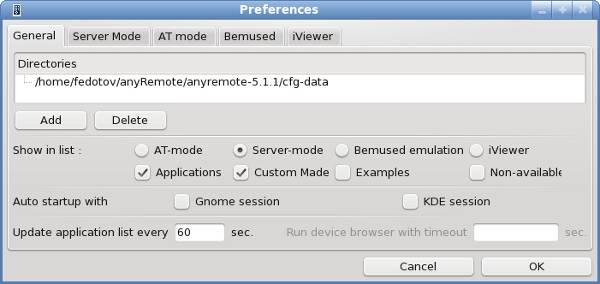 Preferences
General Server Mode AT mode Bemused iViewer
Directories
/home/fedotov/anyRemote/anyremote-5.1.1/cfg-data
Add Delete
Show in list : AT-mode Server-mode Bemused emulation iViewer
Applications Custom Made Examples Non-available
Auto startup with Gnome session KDE session
Update application list every 60 sec. Run device browser with timeout sec.
Cancel OK